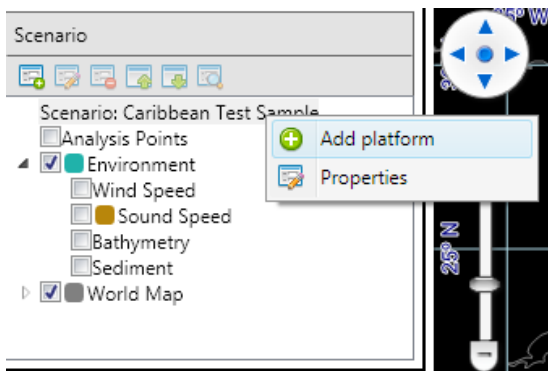 Scenario
Scenario: Caribbean Test Sample
Analysis Points
Environment
Wind Speed
Sound Speed
Bathymetry
Sediment
World Map
Add platform
Properties
25° N